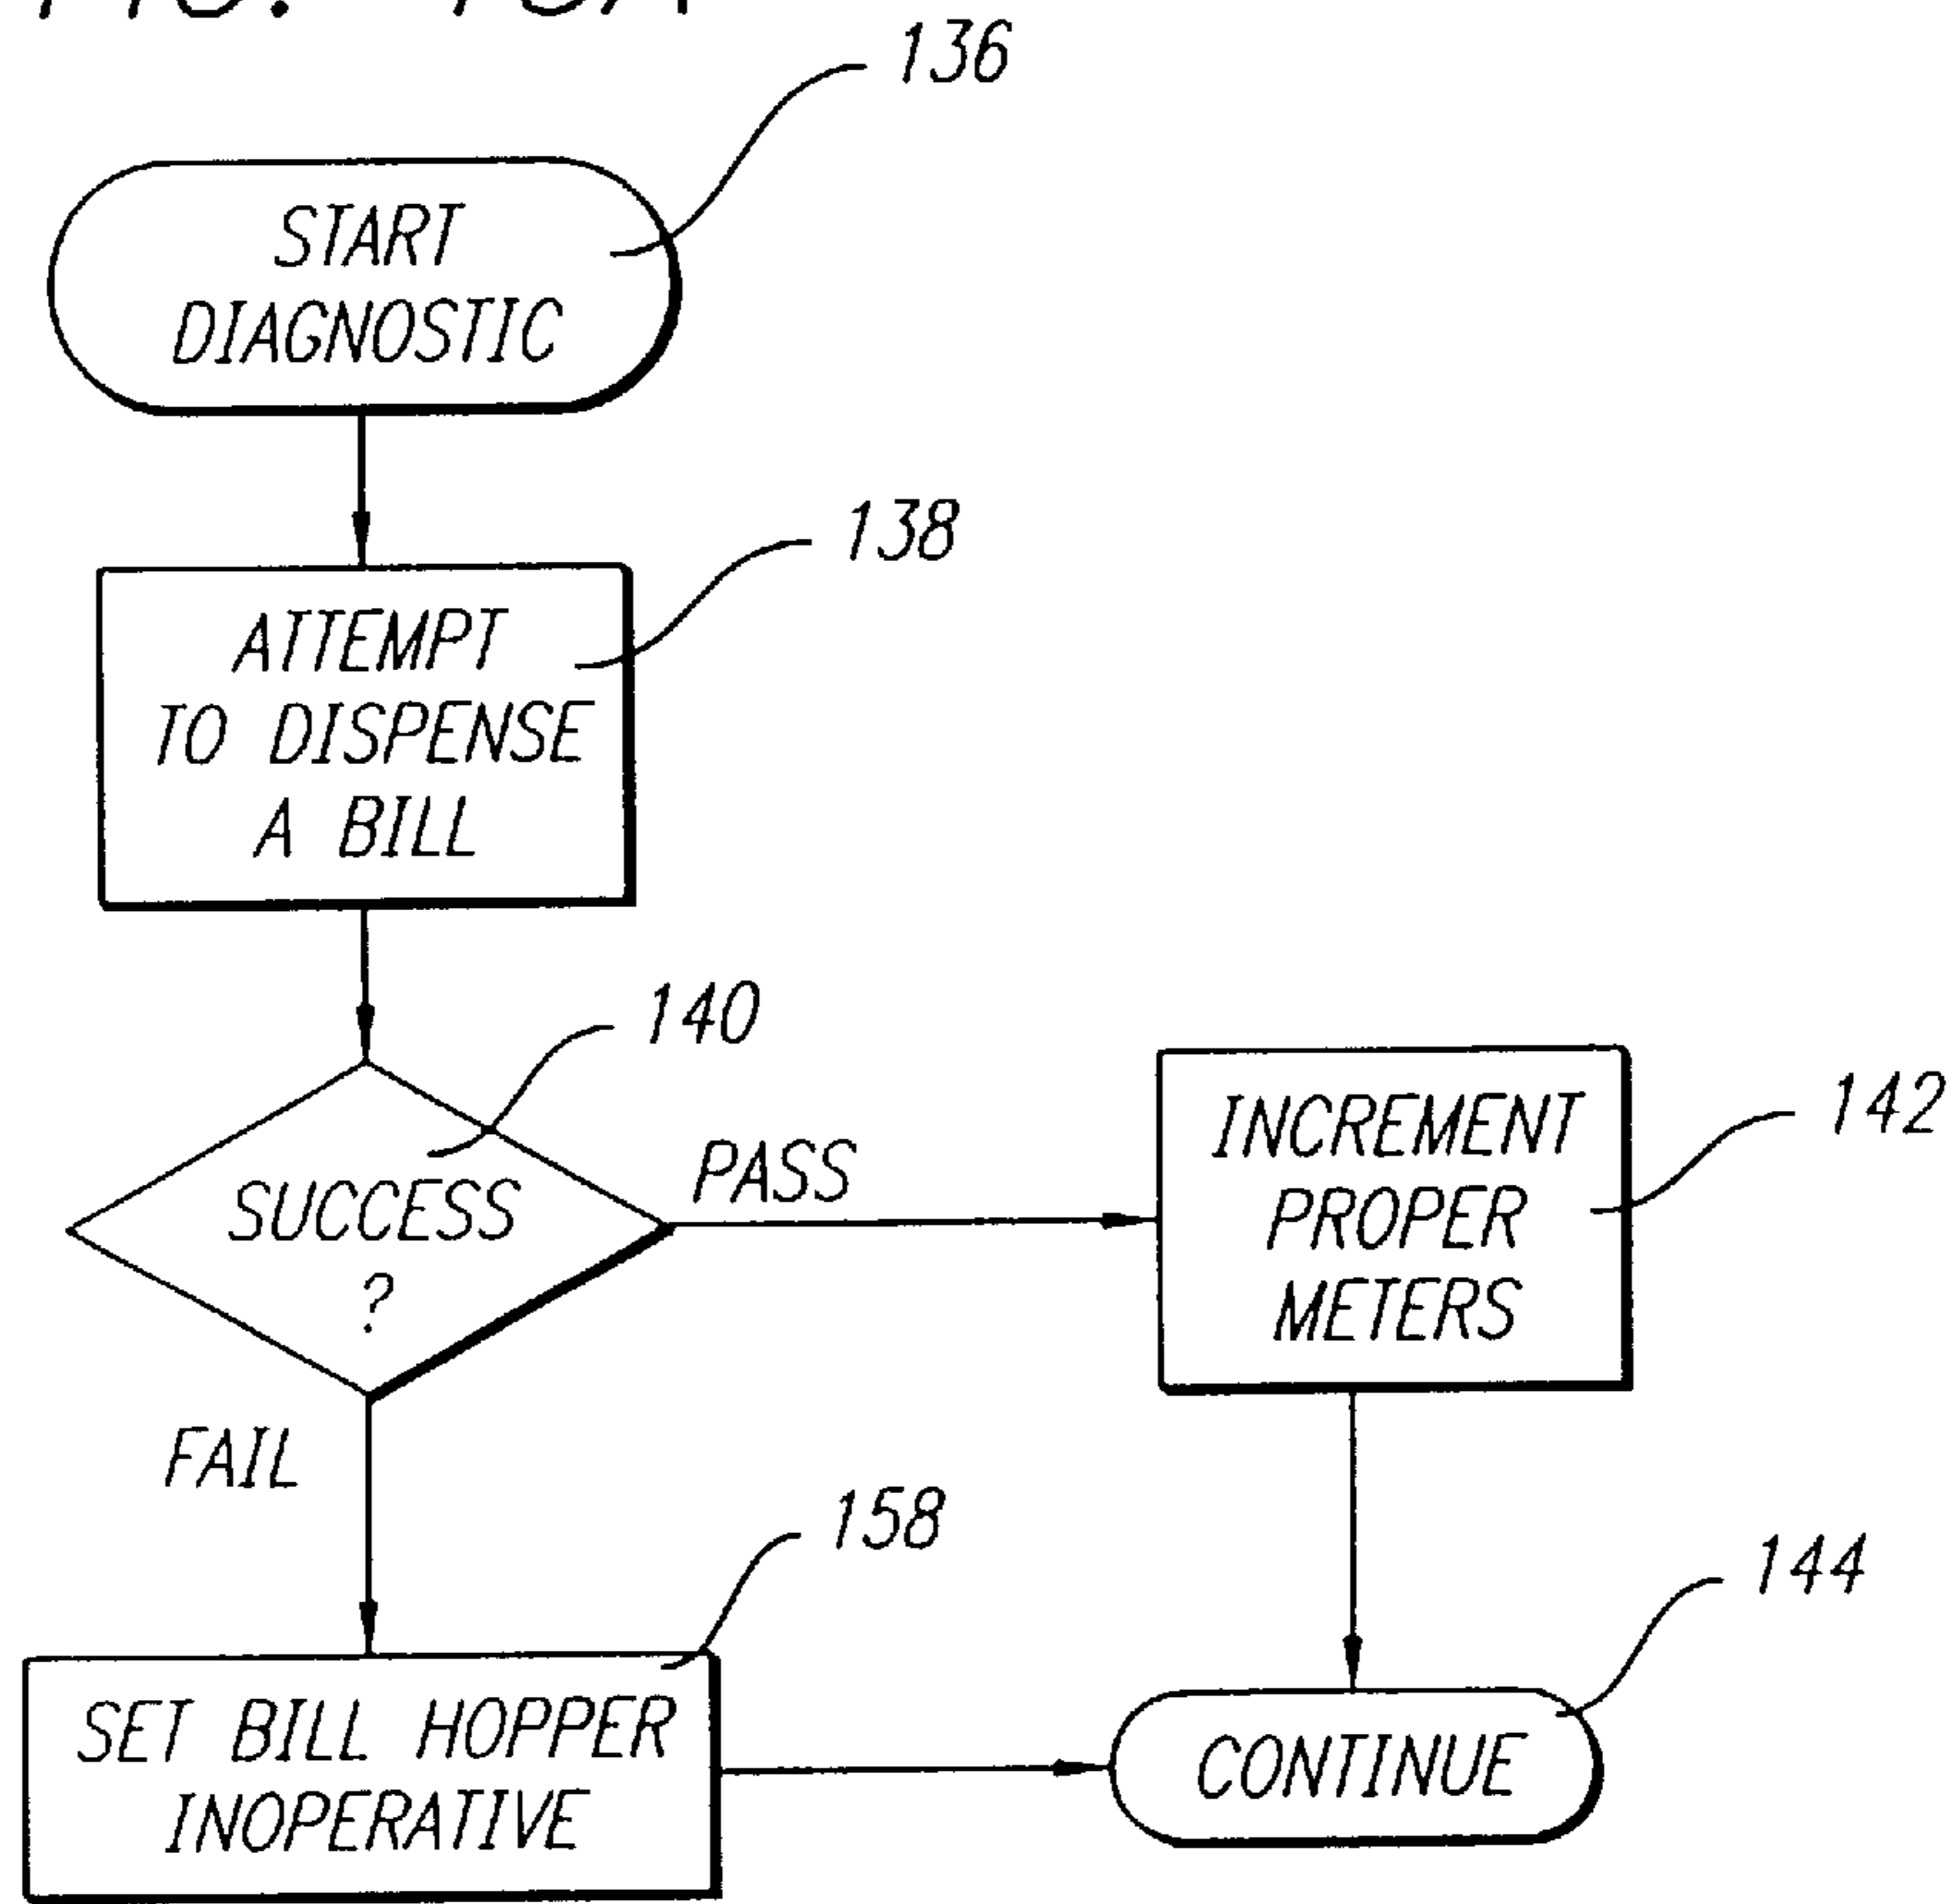 136
START
DIAGNOSTIC
138
ATTEMPT
TO DISPENSE
A BILL
140
SUCCESS
?
PASS
142
INCREMENT
PROPER
METERS
FAIL
158
SET BILL HOPPER
INOPERATIVE
144
CONTINUE